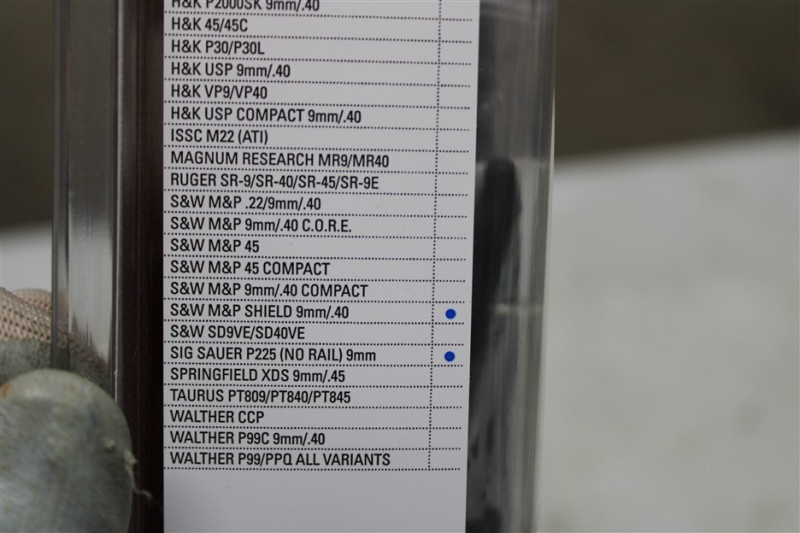 H&K P2000SK 9mm/.40
H&K 45/45C
H&K P30/P30L
H&K USP 9mm/.40
H&K VP9/VP40
H&K USP COMPACT 9mm/.40
ISSC M22 (ATI)
MAGNUM RESEARCH MR9/MR40
RUGER SR-9/SR-40/SR-45/SR-9E
S&W M&P .22/9mm/.40
S&W M&P 9mm/.40 C.O.R.E.
S&W M&P 45
S&W M&P 45 COMPACT
S&W M&P 9mm/.40 COMPACT
S&W M&P SHIELD 9mm/.40
S&W SD9VE/SD40VE
SIG SAUER P225 (NO RAIL) 9mm
SPRINGFIELD XDS 9mm/.45
TAURUS PT809/PT840/PT845
WALTHER CCP
WALTHER P99C 9mm/.40
WALTHER P99/PPQ ALL VARIANTS